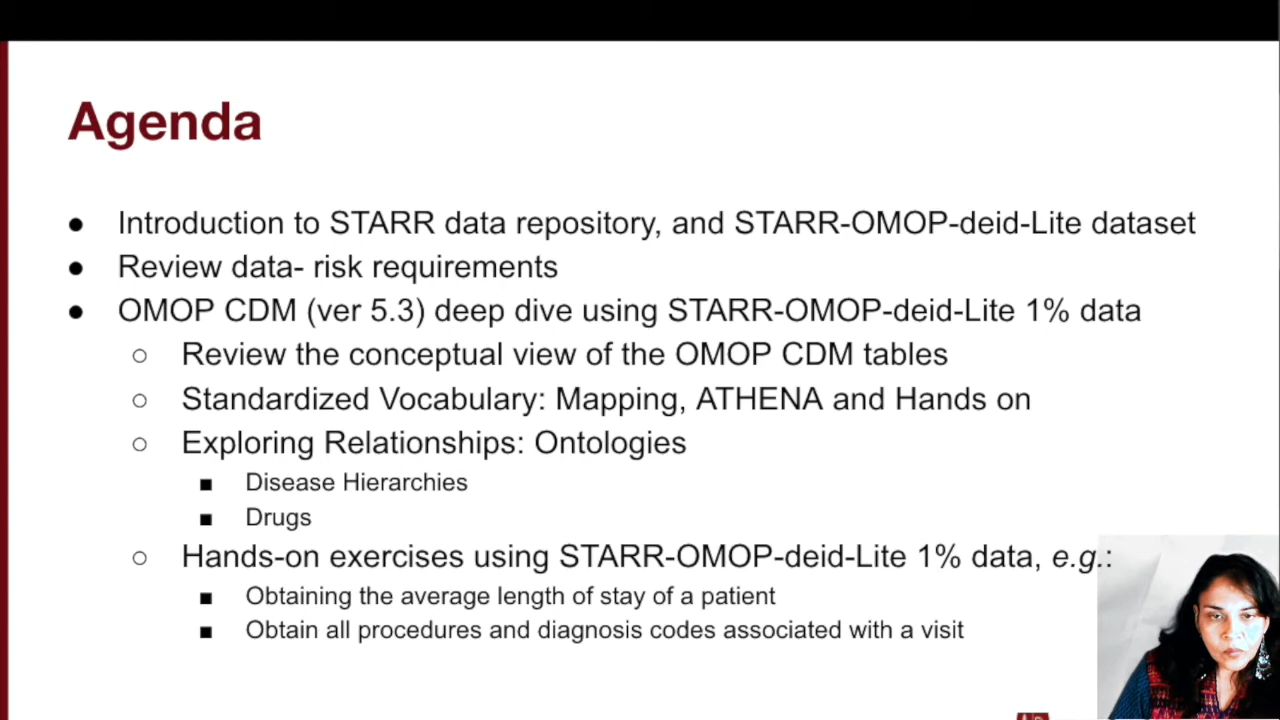 Agenda
● Introduction to STARR data repository, and STARR-OMOP-deid-Lite dataset
● Review data- risk requirements
● OMOP CDM (ver 5.3) deep dive using STARR-OMOP-deid-Lite 1% data
○ Review the conceptual view of the OMOP CDM tables
○ Standardized Vocabulary: Mapping, ATHENA and Hands on
○ Exploring Relationships: Ontologies
■ Disease Hierarchies
■ Drugs
○ Hands-on exercises using STARR-OMOP-deid-Lite 1% data, e.g.:
■ Obtaining the average length of stay of a patient
■ Obtain all procedures and diagnosis codes associated with a visit